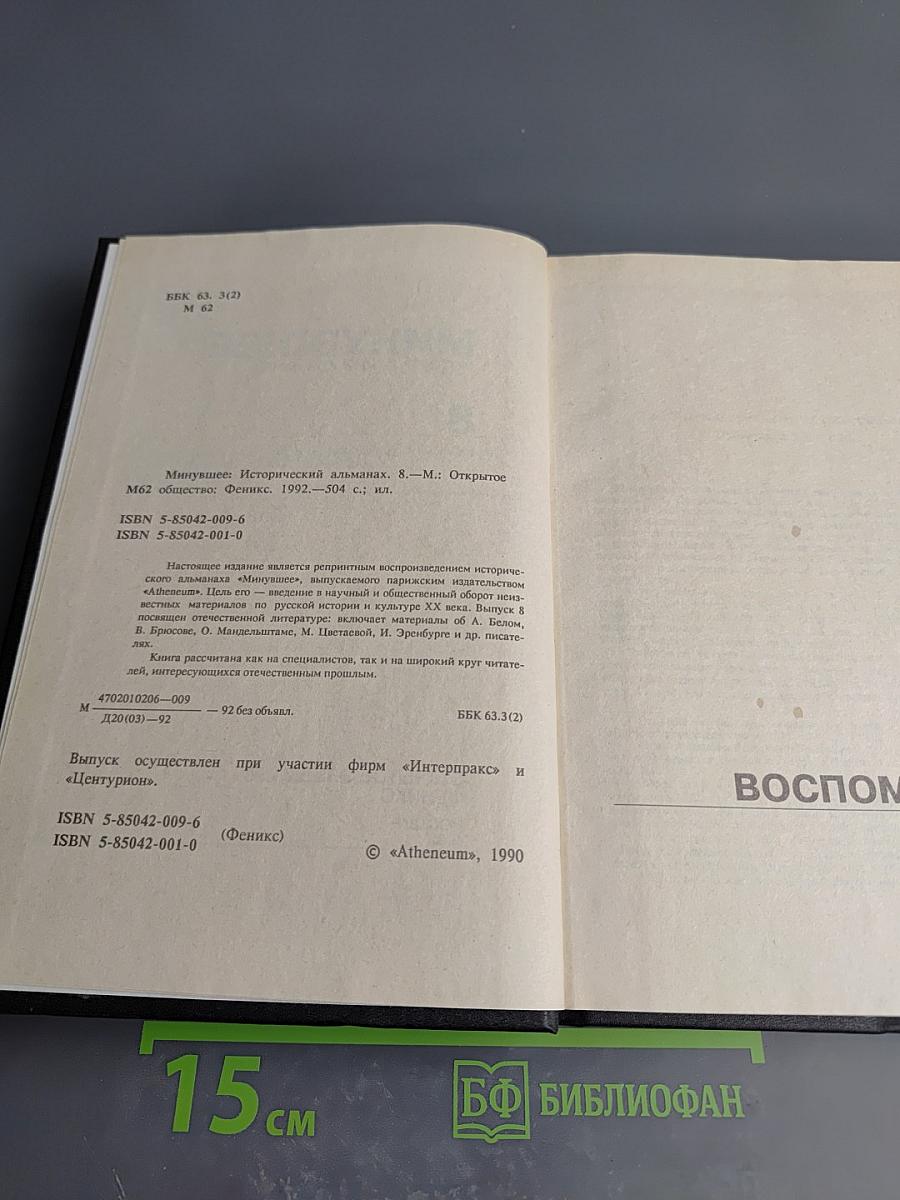 ББК 63. 3(2)
М 62
Минувшее: Исторический альманах. 8.—М.: Открытое
М62 общество: Феникс. 1992.—504 с.; ил.
ISBN 5-85042-009-6
ISBN 5-85042-001-0
Настоящее издание является репринтным воспроизведением историче-
ского альманаха «Минувшее», выпускаемого парижским издательством
«Atheneum». Цель его — введение в научный и общественный оборот неиз-
вестных материалов по русской истории и культуре XX века. Выпуск 8
посвящен отечественной литературе: включает материалы об А. Белом,
В. Брюсове, О. Мандельштаме, М. Цветаевой, И. Эренбурге и др. писате-
лях.
Книга рассчитана как на специалистов, так и на широкий круг читате-
лей, интересующихся отечественным прошлым.
4702010206—009
М — 92 без объявл.
Д20(03)—92
ББК 63.3(2)
Выпуск осуществлен при участии фирм «Интерпракс» и
«Центурион».
ISBN 5-85042-009-6
ISBN 5-85042-001-0
(Феникс)
© «Atheneum», 1990
ВОСПОМ
15 см
БФ БИБЛИОФАН